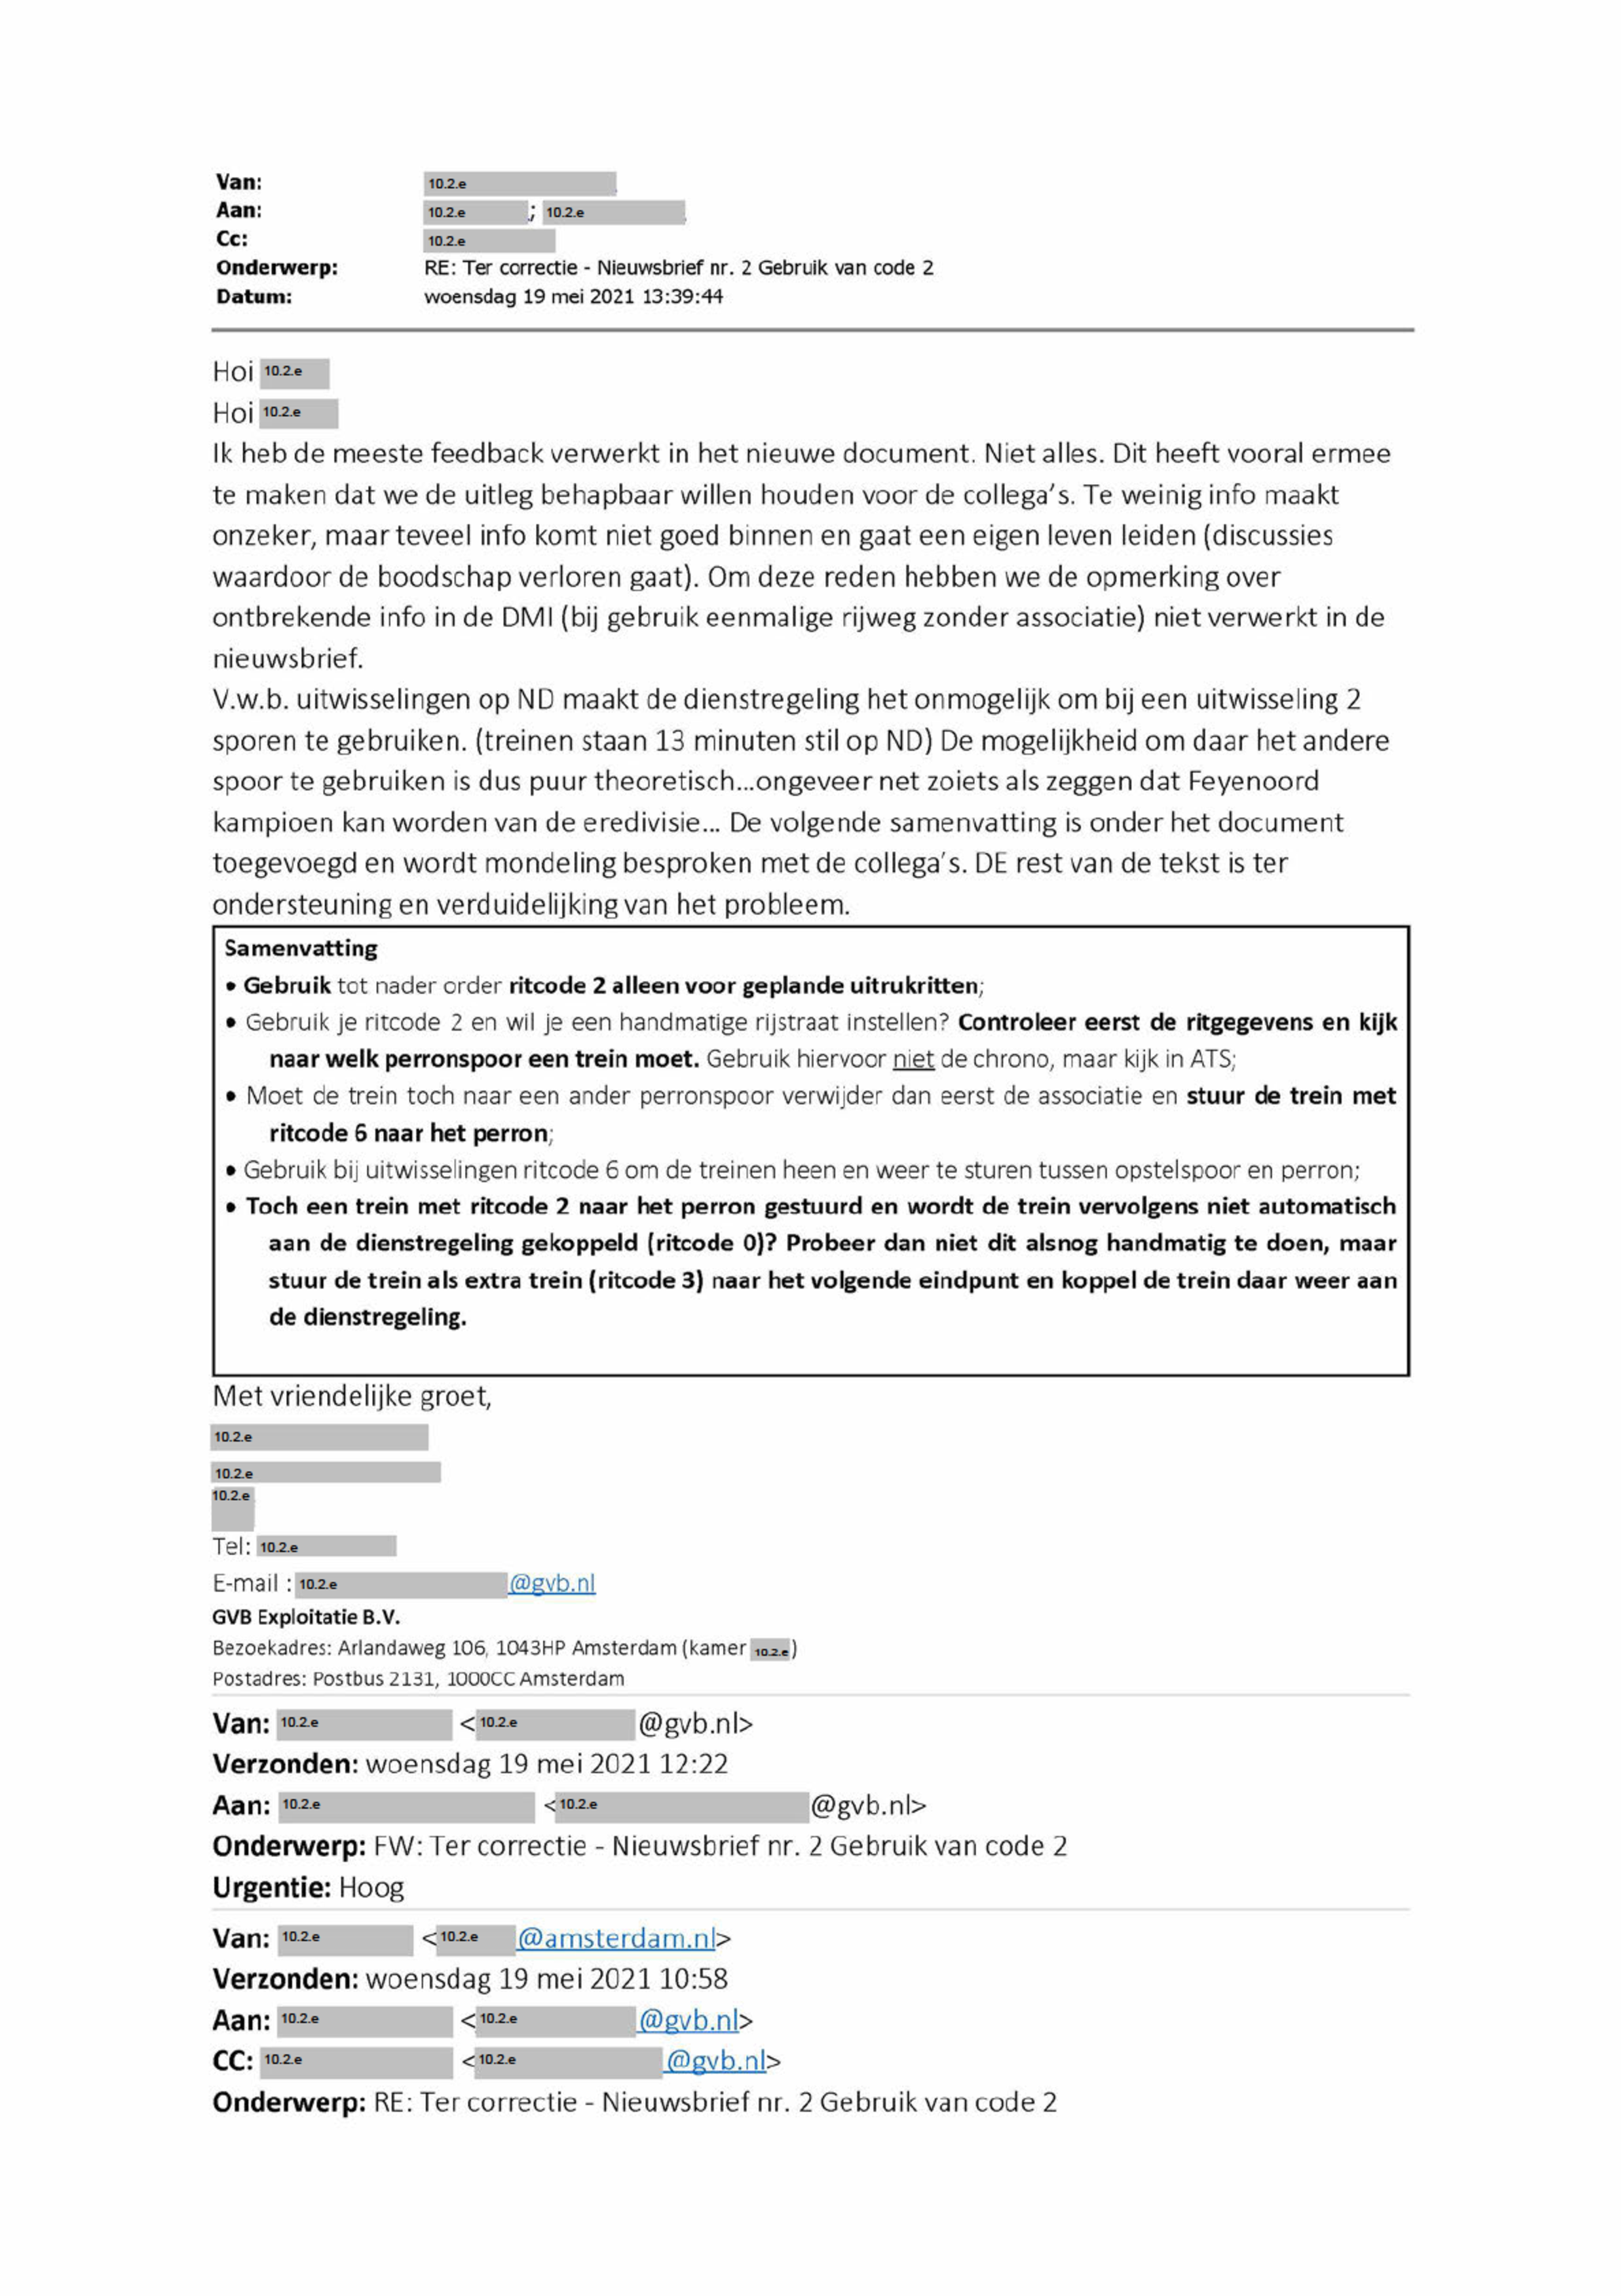 Van: 10.2.e
Aan: 10.2.e ; 10.2.e
Cc: 10.2.e
Onderwerp: RE: Ter correctie - Nieuwsbrief nr. 2 Gebruik van code 2
Datum: woensdag 19 mei 2021 13:39:44
Hoi 10.2.e
Hoi 10.2.e
Ik heb de meeste feedback verwerkt in het nieuwe document. Niet alles. Dit heeft vooral ermee
te maken dat we de uitleg behapbaar willen houden voor de collega's. Te weinig info maakt
onzeker, maar teveel info komt niet goed binnen en gaat een eigen leven leiden (discussies
waardoor de boodschap verloren gaat). Om deze reden hebben we de opmerking over
ontbrekende info in de DMI (bij gebruik eenmalige rijweg zonder associatie) niet verwerkt in de
nieuwsbrief.
V.w.b. uitwisselingen op ND maakt de dienstregeling het onmogelijk om bij een uitwisseling 2
sporen te gebruiken. (treinen staan 13 minuten stil op ND) De mogelijkheid om daar het andere
spoor te gebruiken is dus puur theoretisch...ongeveer net zoiets als zeggen dat Feyenoord
kampioen kan worden van de eredivisie... De volgende samenvatting is onder het document
toegevoegd en wordt mondeling besproken met de collega's. DE rest van de tekst is ter
ondersteuning en verduidelijking van het probleem.
Samenvatting
• Gebruik tot nader order ritcode 2 alleen voor geplande uitrukritten;
• Gebruik je ritcode 2 en wil je een handmatige rijstraat instellen? Controleer eerst de ritgegevens en kijk
naar welk perronspoor een trein moet. Gebruik hiervoor niet de chrono, maar kijk in ATS;
• Moet de trein toch naar een ander perronspoor verwijder dan eerst de associatie en stuur de trein met
ritcode 6 naar het perron;
• Gebruik bij uitwisselingen ritcode 6 om de treinen heen en weer te sturen tussen opstelspoor en perron;
• Toch een trein met ritcode 2 naar het perron gestuurd en wordt de trein vervolgens niet automatisch
aan de dienstregeling gekoppeld (ritcode 0)? Probeer dan niet dit alsnog handmatig te doen, maar
stuur de trein als extra trein (ritcode 3) naar het volgende eindpunt en koppel de trein daar weer aan
de dienstregeling.
Met vriendelijke groet,
10.2.e
10.2.e
10.2.e
Tel: 10.2.e
E-mail : 10.2.e @gvb.nl
GVB Exploitatie B.V.
Bezoekadres: Arlandaweg 106, 1043HP Amsterdam (kamer 10.2.e)
Postadres: Postbus 2131, 1000CC Amsterdam
Van: 10.2.e <10.2.e @gvb.nl>
Verzonden: woensdag 19 mei 2021 12:22
Aan: 10.2.e <10.2.e @gvb.nl>
Onderwerp: FW: Ter correctie - Nieuwsbrief nr. 2 Gebruik van code 2
Urgentie: Hoog
Van: 10.2.e <10.2.e @amsterdam.nl>
Verzonden: woensdag 19 mei 2021 10:58
Aan: 10.2.e <10.2.e @gvb.nl>
CC: 10.2.e <10.2.e @gvb.nl>
Onderwerp: RE: Ter correctie - Nieuwsbrief nr. 2 Gebruik van code 2